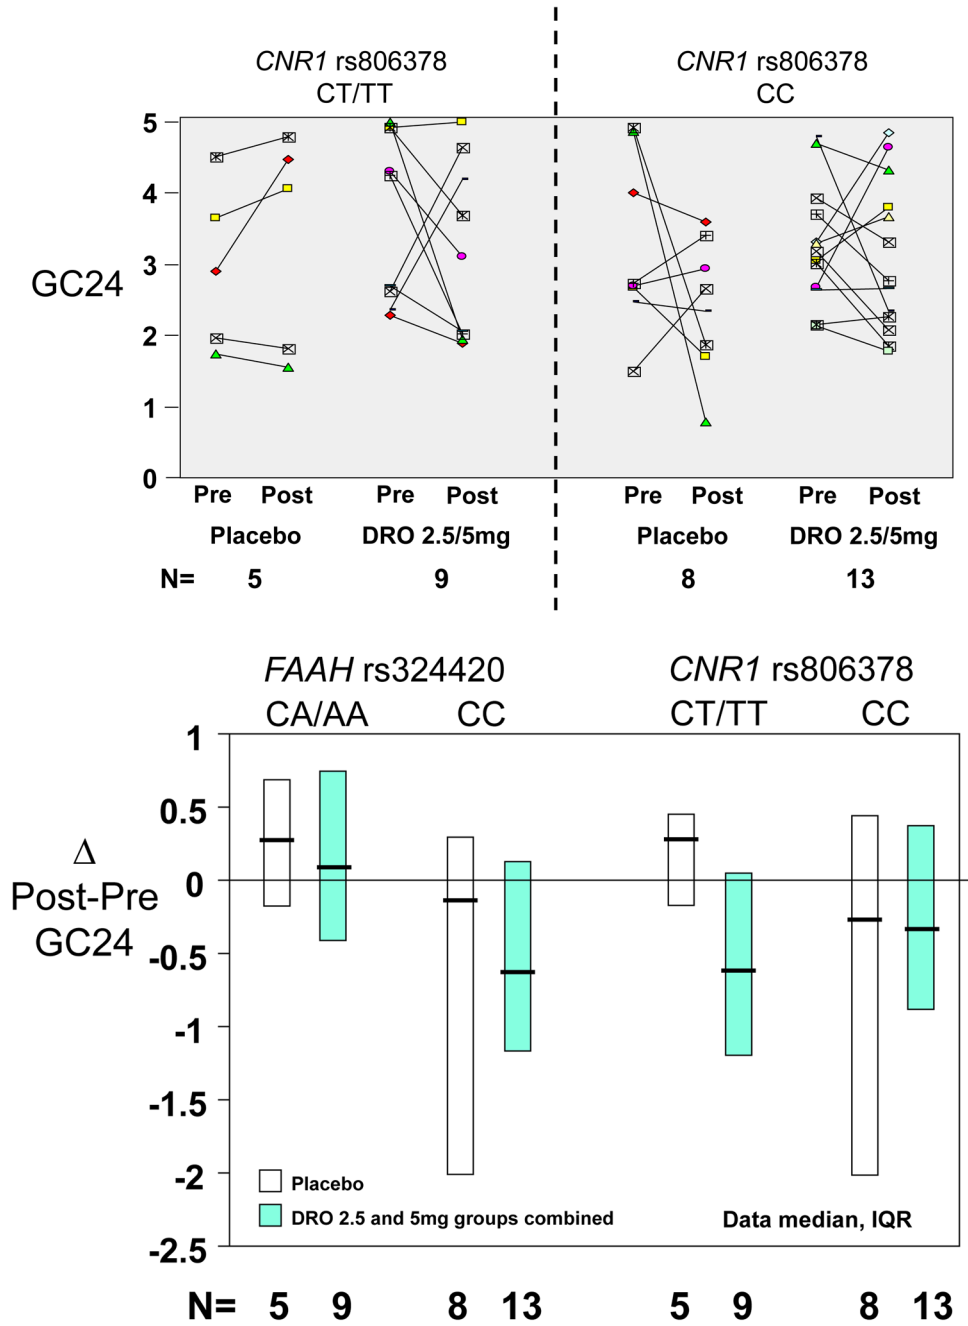 CNR1 rs806378 CNR1 rs806378
CT/TT CC
5
4
GC24
3
2
1
0
Pre Post Pre Post Pre Post Pre Post
Placebo DRO 2.5/5mg Placebo DRO 2.5/5mg
N= 5 9 8 13
FAAH rs324420 CNR1 rs806378
CA/AA CC CT/TT CC
1
0.5
Δ
Post-Pre
GC24
0
-0.5
-1
-1.5
-2
-2.5
Placebo
DRO 2.5 and 5mg groups combined Data median, IQR
N= 5 9 8 13 5 9 8 13